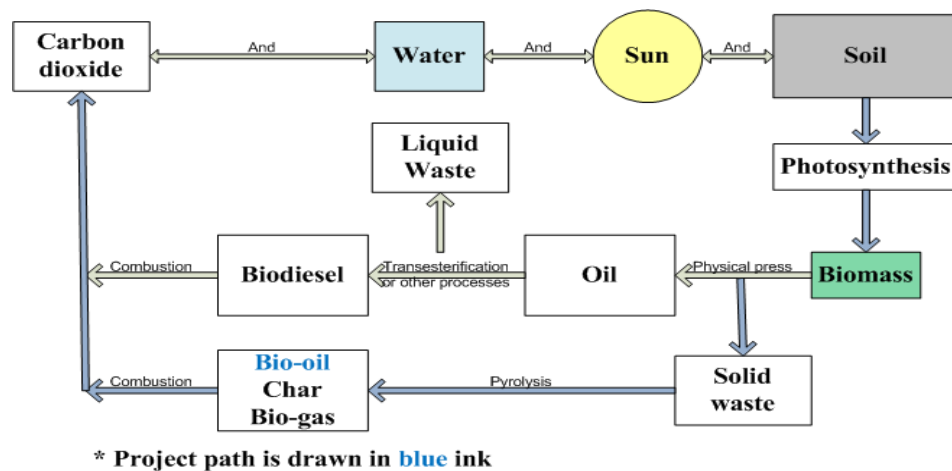 Carbon
dioxide
And
Water
And
Sun
And
Soil
Liquid
Waste
Photosynthesis
Combustion
Biodiesel
Transesterification
or other processes
Oil
Physical press
Biomass
Combustion
Bio-oil
Char
Bio-gas
Pyrolysis
Solid
waste
* Project path is drawn in blue ink